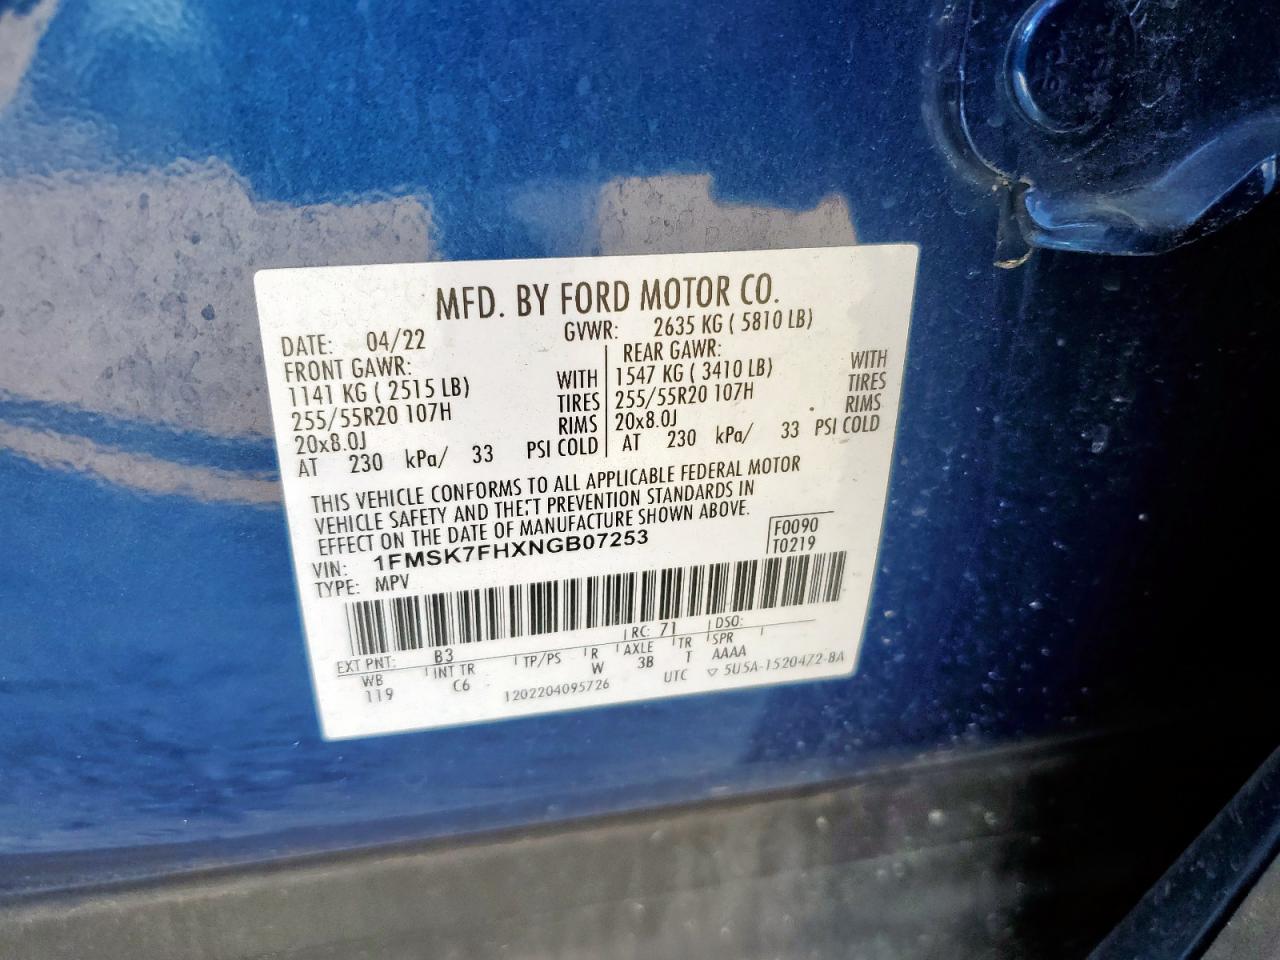 MFD. BY FORD MOTOR CO.
DATE: 04/22 GVWR: 2635 KG ( 5810 LB)
FRONT GAWR: REAR GAWR:
1141 KG ( 2515 LB) WITH 1547 KG ( 3410 LB) WITH
255/55R20 107H TIRES 255/55R20 107H TIRES
20x8.0J RIMS 20x8.0J RIMS
AT 230 kPa/ 33 PSI COLD AT 230 kPa/ 33 PSI COLD
THIS VEHICLE CONFORMS TO ALL APPLICABLE FEDERAL MOTOR
VEHICLE SAFETY AND THEFT PREVENTION STANDARDS IN
EFFECT ON THE DATE OF MANUFACTURE SHOWN ABOVE.
VIN: 1FMSK7FHXNGB07253 F0090
TYPE: MPV T0219
EXT PNT: B3 RC: 71 DSO:
WB INT TR TP/PS R AXLE TR SPR
119 C6 W 3B T AAAA
1202204095726 UTC ▽ 5U5A-1520472-BA